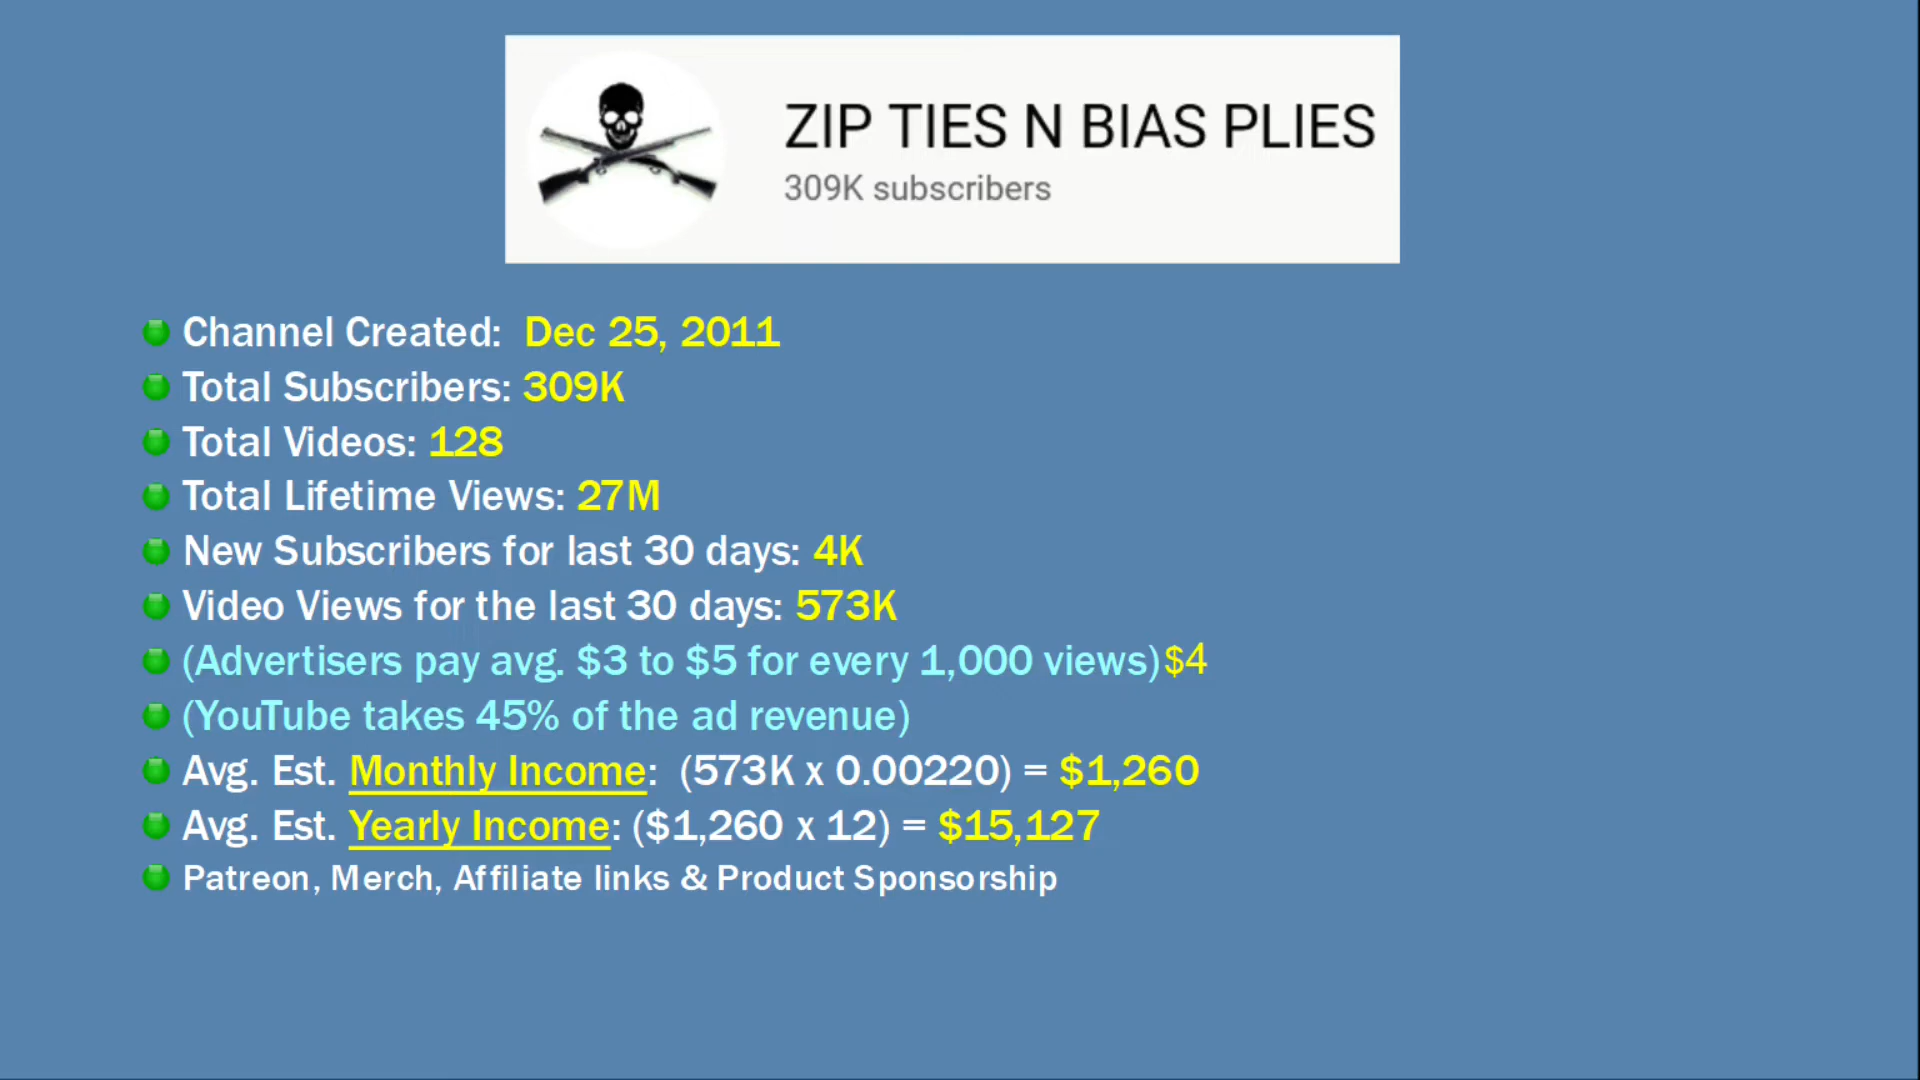 ZIP TIES N BIAS PLIES
309K subscribers
Channel Created: Dec 25, 2011
Total Subscribers: 309K
Total Videos: 128
Total Lifetime Views: 27M
New Subscribers for last 30 days: 4K
Video Views for the last 30 days: 573K
(Advertisers pay avg. $3 to $5 for every 1,000 views)$4
(YouTube takes 45% of the ad revenue)
Avg. Est. Monthly Income: (573K x 0.00220) = $1,260
Avg. Est. Yearly Income: ($1,260 x 12) = $15,127
Patreon, Merch, Affiliate links & Product Sponsorship